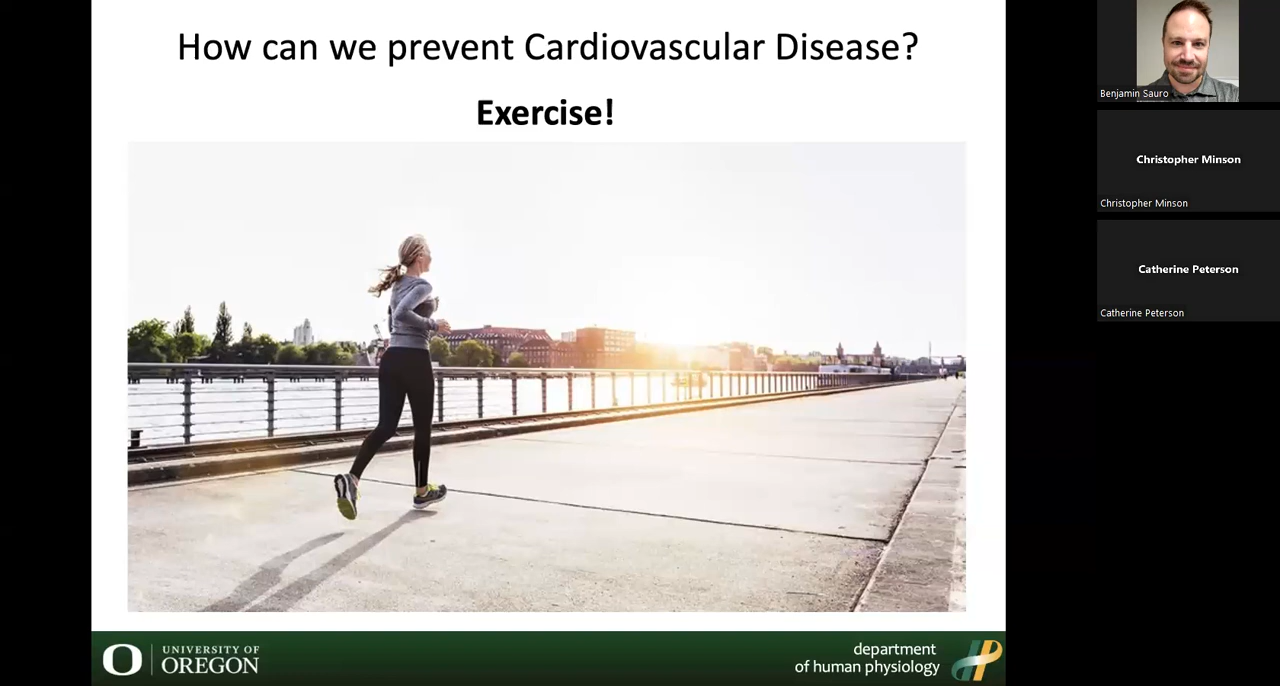 How can we prevent Cardiovascular Disease?
Exercise!
UNIVERSITY OF
OREGON
department
of human physiology
Benjamin Sauro
Christopher Minson
Christopher Minson
Catherine Peterson
Catherine Peterson